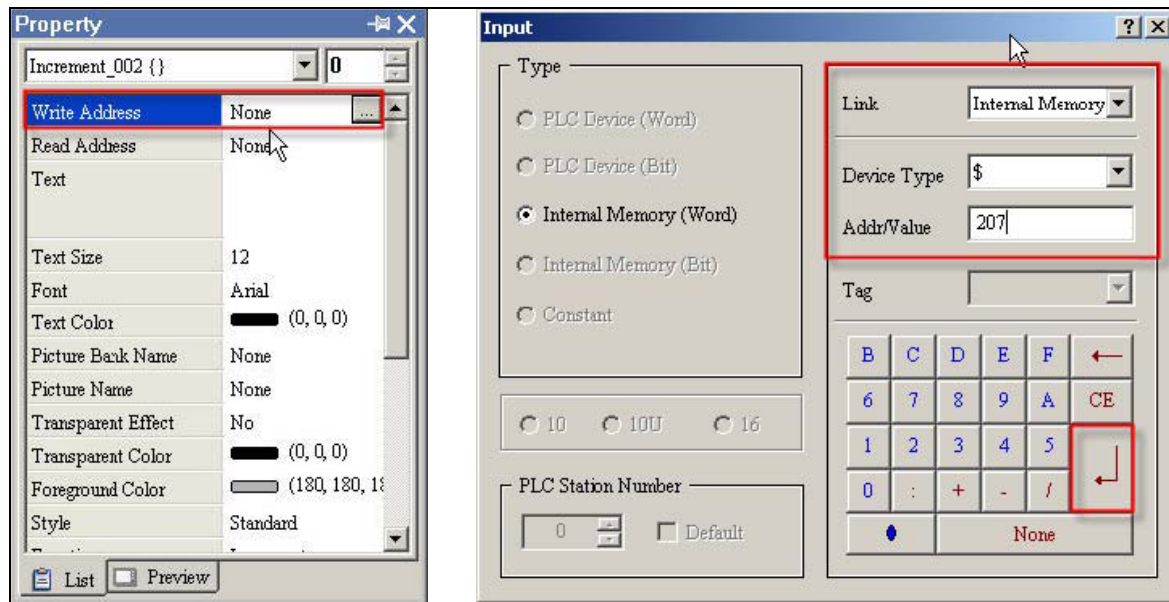 Property
Increment_002 {} 0
Write Address None ...
Read Address None
Text
Text Size 12
Font Arial
Text Color (0, 0, 0)
Picture Bank Name None
Picture Name None
Transparent Effect No
Transparent Color (0, 0, 0)
Foreground Color (180, 180, 18
Style Standard
List Preview
Input
Type
PLC Device (Word)
PLC Device (Bit)
Internal Memory (Word)
Internal Memory (Bit)
Constant
10 10U 16
PLC Station Number
0 Default
Link Internal Memory
Device Type $
Addr/Value 207
Tag
B C D E F ←
6 7 8 9 A CE
1 2 3 4 5
0 : + - /
None